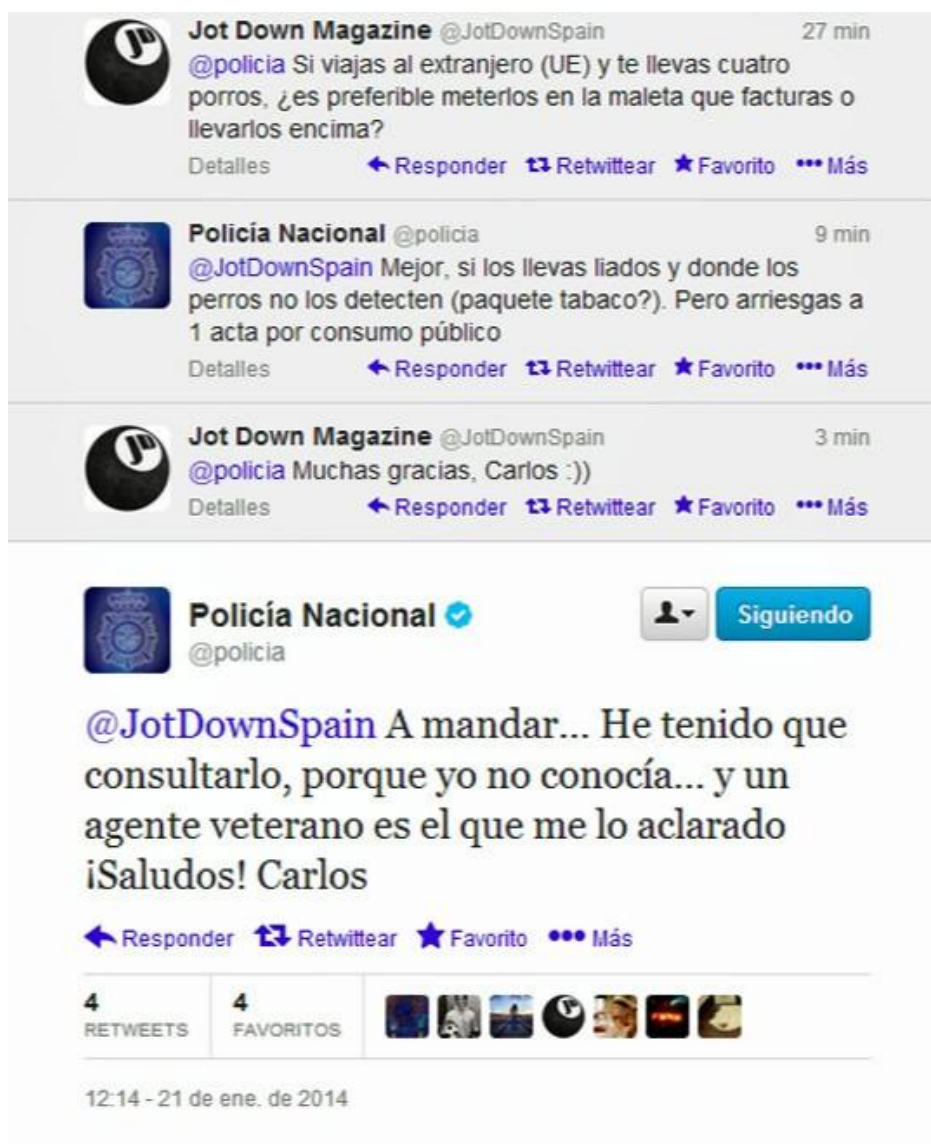 Jot Down Magazine @JotDownSpain 27 min
@policia Si viajas al extranjero (UE) y te llevas cuatro
porros, ¿es preferible meterlos en la maleta que facturas o
llevarlos encima?
Detalles Responder Retwittear Favorito Más
Policía Nacional @policia 9 min
@JotDownSpain Mejor, si los llevas liados y donde los
perros no los detecten (paquete tabaco?). Pero arriesgas a
1 acta por consumo público
Detalles Responder Retwittear Favorito Más
Jot Down Magazine @JotDownSpain 3 min
@policia Muchas gracias, Carlos :))
Detalles Responder Retwittear Favorito Más
Policía Nacional
Siguiendo
@policia
@JotDownSpain A mandar... He tenido que
consultarlo, porque yo no conocía... y un
agente veterano es el que me lo aclarado
¡Saludos! Carlos
Responder Retwittear Favorito Más
4 4
RETWEETS FAVORITOS
12:14 - 21 de ene. de 2014